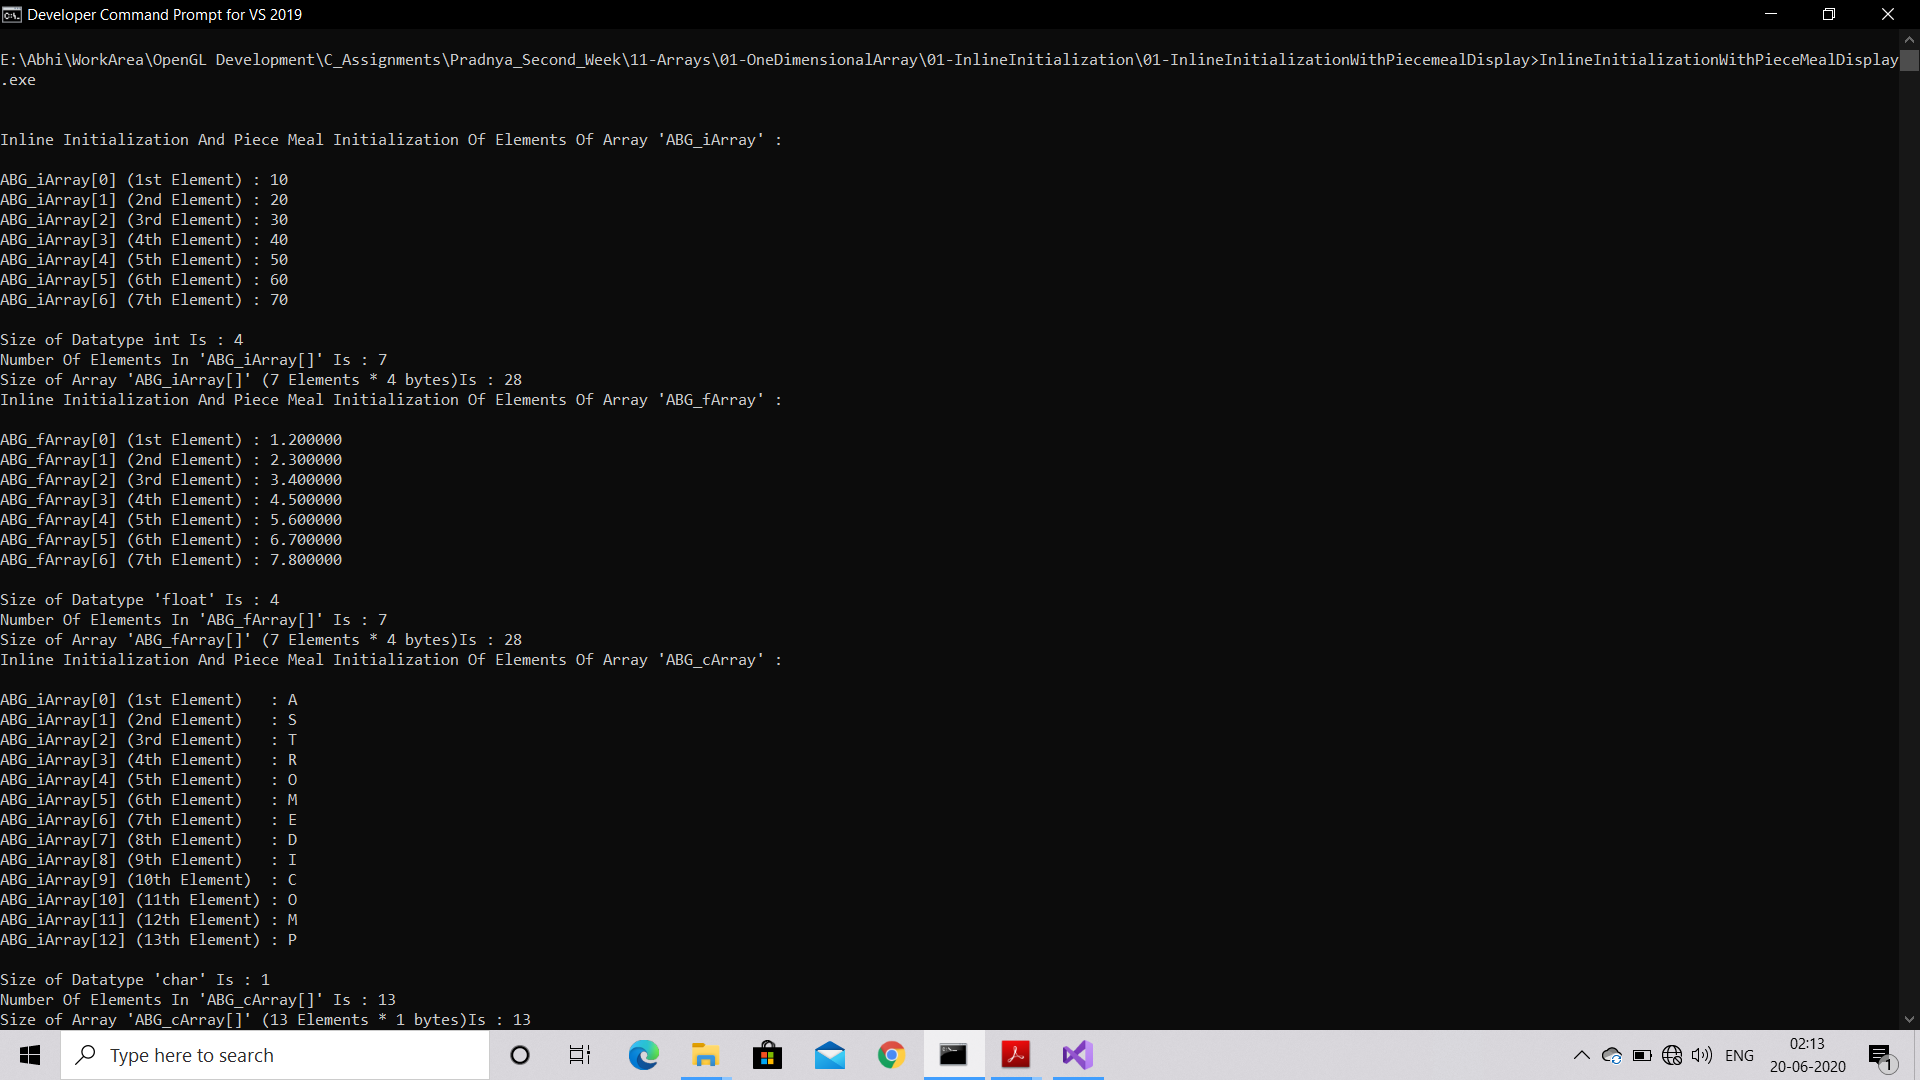 Developer Command Prompt for VS 2019
E:\Abhi\WorkArea\OpenGL Development\C_Assignments\Pradnya_Second_Week\11-Arrays\01-OneDimensionalArray\01-InlineInitialization\01-InlineInitializationWithPiecemealDisplay>InlineInitializationWithPieceMealDisplay
.exe
Inline Initialization And Piece Meal Initialization Of Elements Of Array 'ABG_iArray' :
ABG_iArray[0] (1st Element) : 10
ABG_iArray[1] (2nd Element) : 20
ABG_iArray[2] (3rd Element) : 30
ABG_iArray[3] (4th Element) : 40
ABG_iArray[4] (5th Element) : 50
ABG_iArray[5] (6th Element) : 60
ABG_iArray[6] (7th Element) : 70
Size of Datatype int Is : 4
Number Of Elements In 'ABG_iArray[]' Is : 7
Size of Array 'ABG_iArray[]' (7 Elements * 4 bytes)Is : 28
Inline Initialization And Piece Meal Initialization Of Elements Of Array 'ABG_fArray' :
ABG_fArray[0] (1st Element) : 1.200000
ABG_fArray[1] (2nd Element) : 2.300000
ABG_fArray[2] (3rd Element) : 3.400000
ABG_fArray[3] (4th Element) : 4.500000
ABG_fArray[4] (5th Element) : 5.600000
ABG_fArray[5] (6th Element) : 6.700000
ABG_fArray[6] (7th Element) : 7.800000
Size of Datatype 'float' Is : 4
Number Of Elements In 'ABG_fArray[]' Is : 7
Size of Array 'ABG_fArray[]' (7 Elements * 4 bytes)Is : 28
Inline Initialization And Piece Meal Initialization Of Elements Of Array 'ABG_cArray' :
ABG_iArray[0] (1st Element)   : A
ABG_iArray[1] (2nd Element)   : S
ABG_iArray[2] (3rd Element)   : T
ABG_iArray[3] (4th Element)   : R
ABG_iArray[4] (5th Element)   : O
ABG_iArray[5] (6th Element)   : M
ABG_iArray[6] (7th Element)   : E
ABG_iArray[7] (8th Element)   : D
ABG_iArray[8] (9th Element)   : I
ABG_iArray[9] (10th Element)  : C
ABG_iArray[10] (11th Element) : O
ABG_iArray[11] (12th Element) : M
ABG_iArray[12] (13th Element) : P
Size of Datatype 'char' Is : 1
Number Of Elements In 'ABG_cArray[]' Is : 13
Size of Array 'ABG_cArray[]' (13 Elements * 1 bytes)Is : 13
Type here to search
ENG
02:13
20-06-2020
1